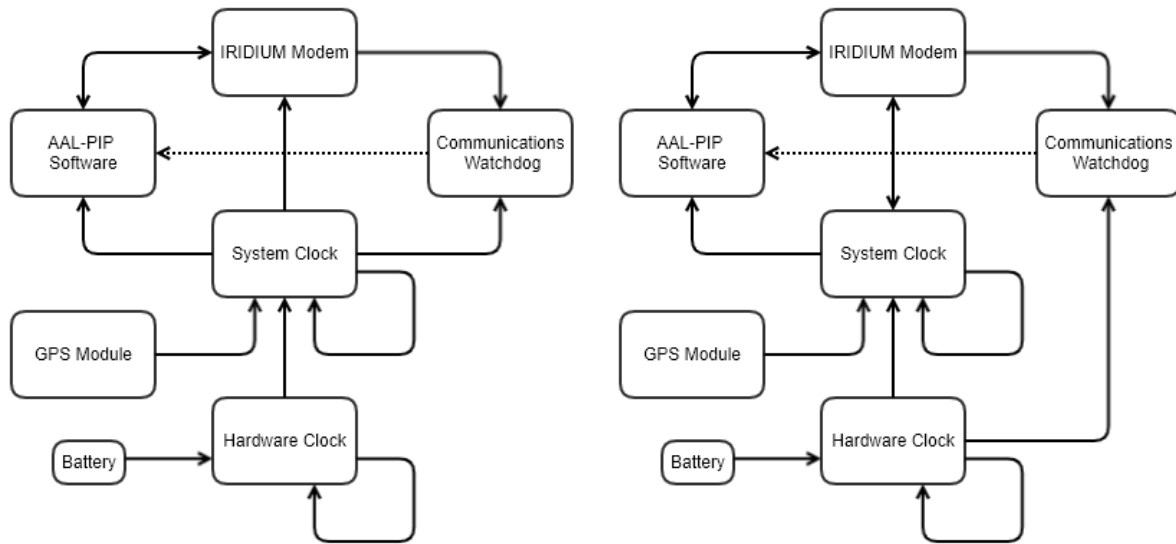 IRIDIUM Modem
AAL-PIP
Software
Communications
Watchdog
System Clock
GPS Module
Hardware Clock
Battery
IRIDIUM Modem
AAL-PIP
Software
Communications
Watchdog
System Clock
GPS Module
Hardware Clock
Battery